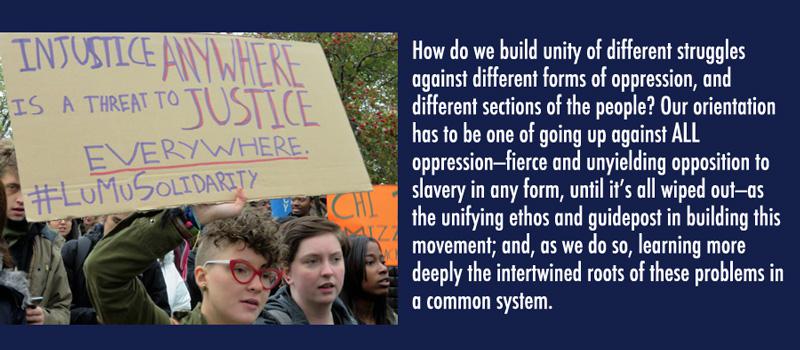 INJUSTICE ANYWHERE
IS A THREAT TO JUSTICE
EVERYWHERE.
#LUMUSOLIDARITY
CHI
MIZZ
How do we build unity of different struggles
against different forms of oppression, and
different sections of the people? Our orientation
has to be one of going up against ALL
oppression–fierce and unyielding opposition to
slavery in any form, until it's all wiped out–as
the unifying ethos and guidepost in building this
movement; and, as we do so, learning more
deeply the intertwined roots of these problems in
a common system.